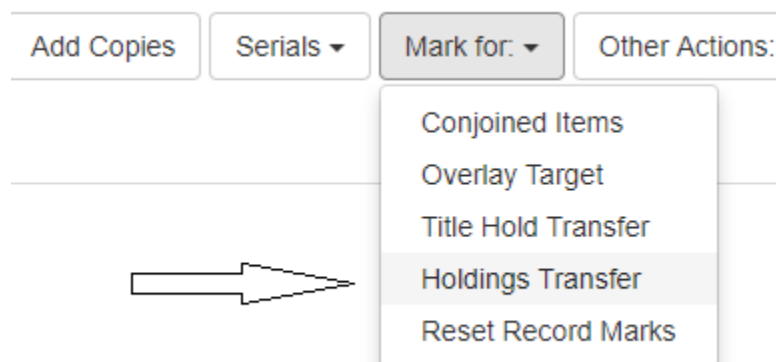 Add Copies Serials Mark for: Other Actions:
Conjoined Items
Overlay Target
Title Hold Transfer
Holdings Transfer
Reset Record Marks